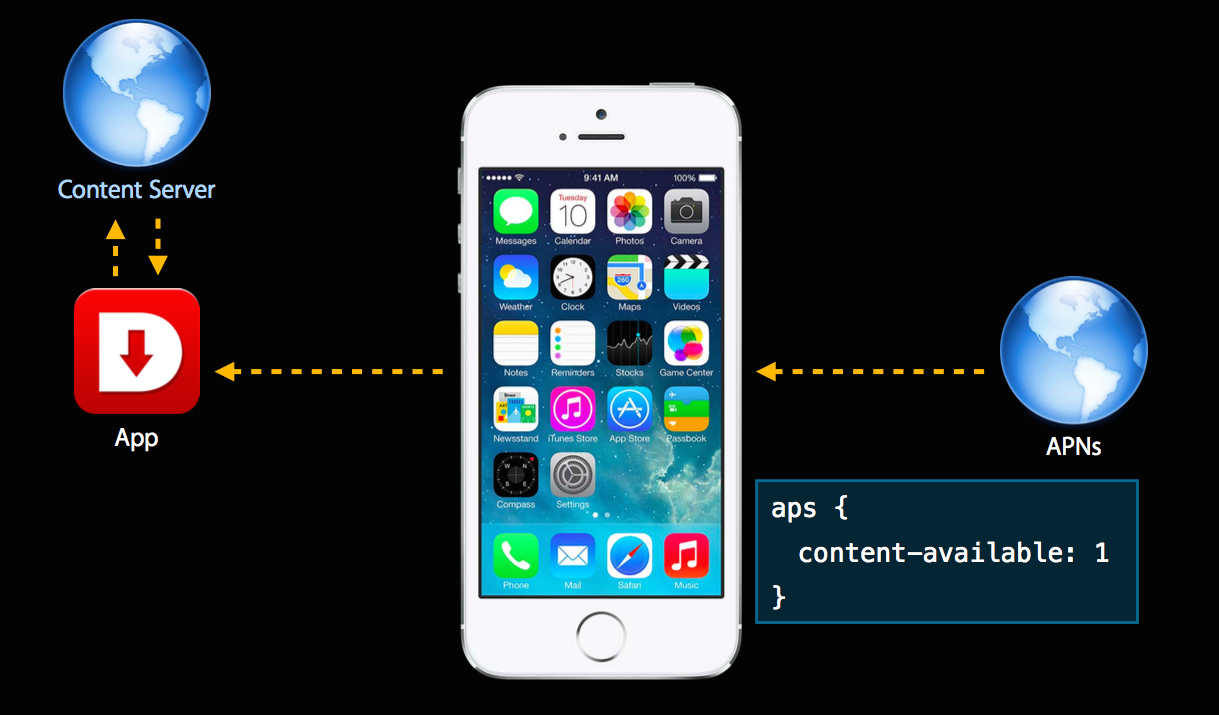 Content Server
App
9:41 AM
100%
Messages
Calendar
Photos
Camera
Tuesday
10
Weather
Clock
Maps
Videos
280
Notes
Reminders
Stocks
Game Center
Newsstand
iTunes Store
App Store
Passbook
Compass
Settings
Phone
Mail
Safari
Music
APNs
aps {
content-available: 1
}